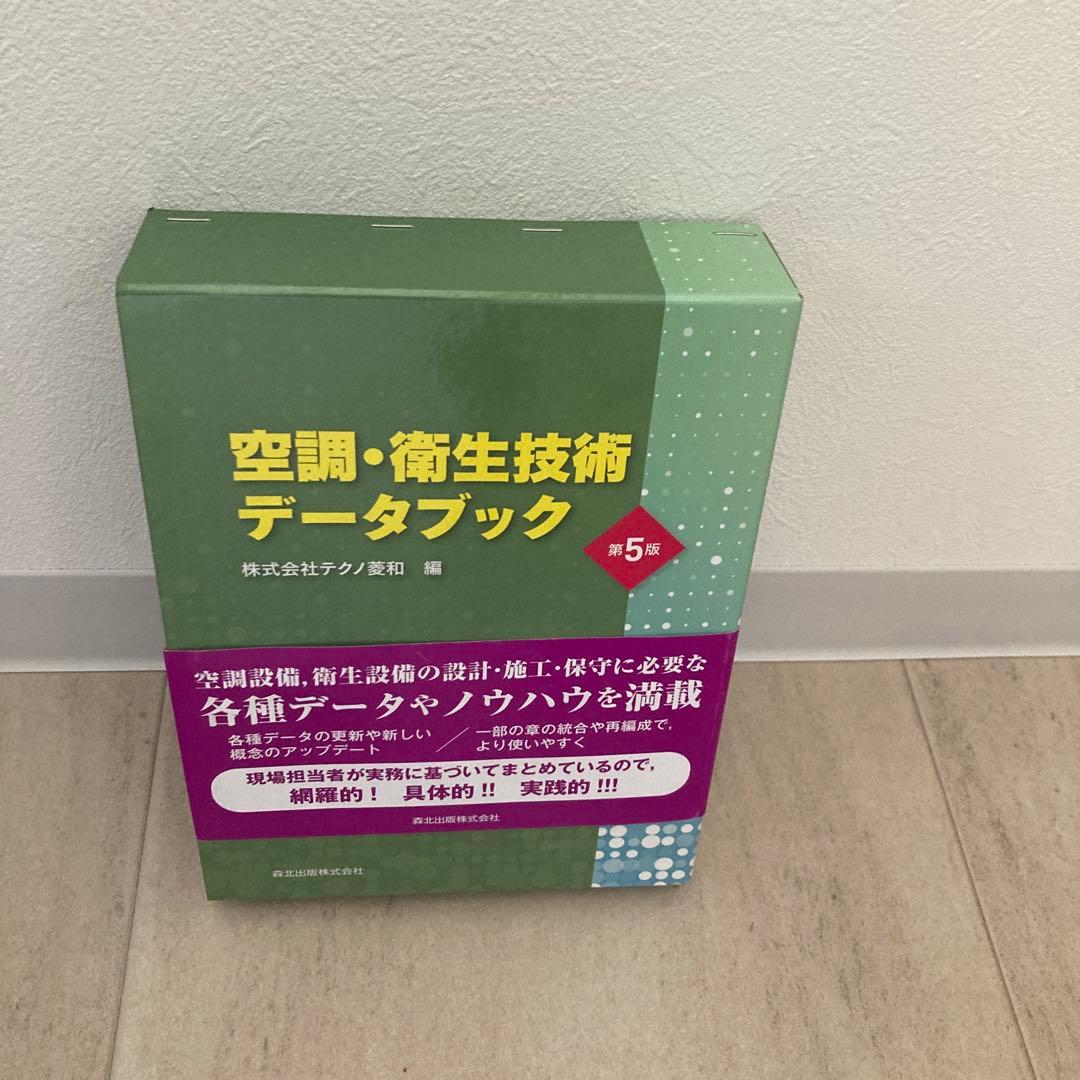 空調・衛生技術
データブック
第5版
株式会社テクノ菱和 編
空調設備,衛生設備の設計・施工・保守に必要な
各種データやノウハウを満載
各種データの更新や新しい
概念のアップデート
一部の章の統合や再編成で,
より使いやすく
現場担当者が実務に基づいてまとめているので,
網羅的! 具体的!! 実践的!!!
森北出版株式会社
森北出版株式会社